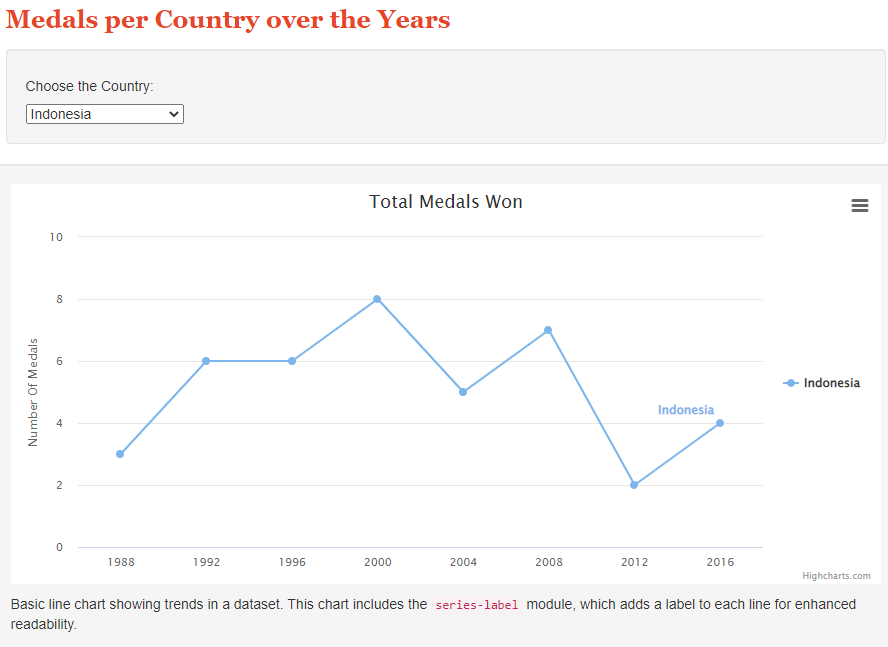 Medals per Country over the Years
Choose the Country:
Indonesia
Total Medals Won
10
8
6
4
2
0
Number Of Medals
Indonesia
Indonesia
1988 1992 1996 2000 2004 2008 2012 2016
Highcharts.com
Basic line chart showing trends in a dataset. This chart includes the series-label module, which adds a label to each line for enhanced
readability.